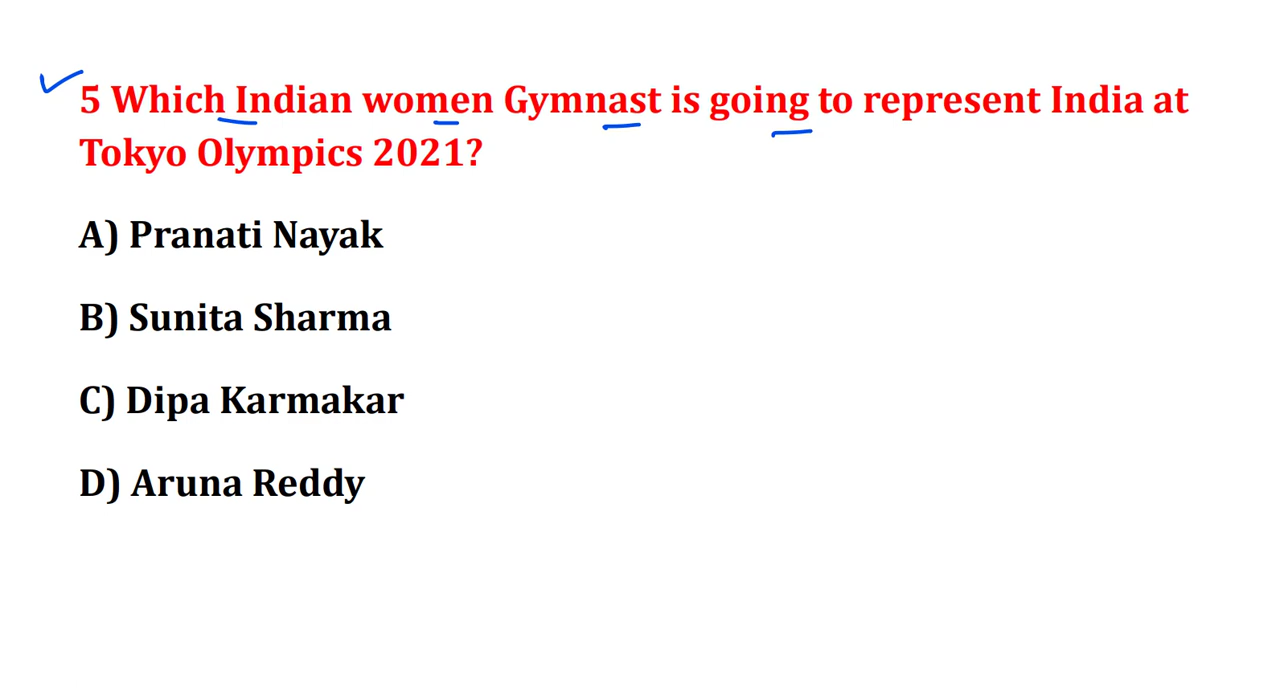 5 Which Indian women Gymnast is going to represent India at
Tokyo Olympics 2021?
A) Pranati Nayak
B) Sunita Sharma
C) Dipa Karmakar
D) Aruna Reddy